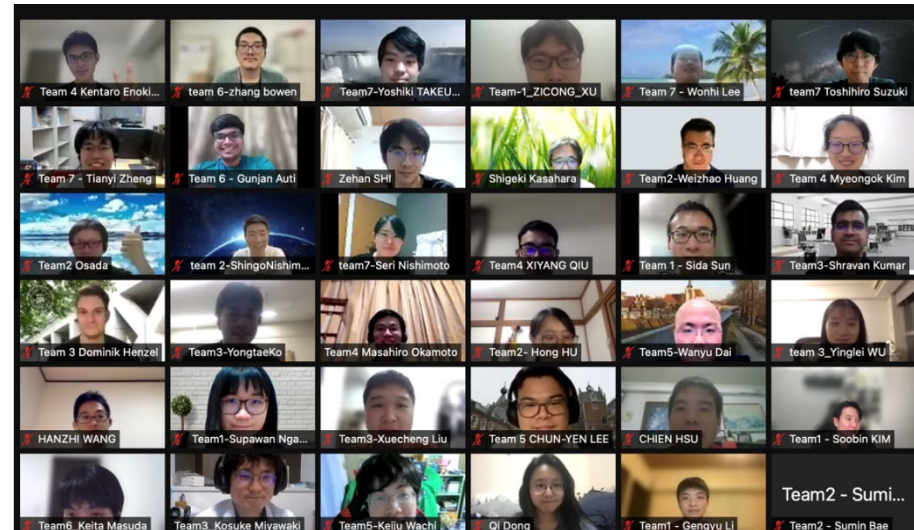 Team 4 Kentaro Enoki...
team 6-zhang bowen
Team7-Yoshiki TAKEU...
Team-1_ZICONG_XU
Team 7 - Wonhi Lee
team7 Toshihiro Suzuki
Team 7 - Tianyi Zheng
Team 6 - Gunjan Auti
Zehan SHI
Shigeki Kasahara
Team2-Weizhao Huang
Team 4 Myeongok Kim
Team2 Osada
team 2-ShingoNishim...
team7-Seri Nishimoto
Team4 XIYANG QIU
Team 1 - Sida Sun
Team3-Shravan Kumar
Team 3 Dominik Henzel
Team3-YongtaeKo
Team4 Masahiro Okamoto
Team2- Hong HU
Team5-Wanyu Dai
team 3_Yinglei WU
HANZHI WANG
Team1-Supawan Nga...
Team3-Xuecheng Liu
Team 5 CHUN-YEN LEE
CHIEN HSU
Team1 - Soobin KIM
Team6_Keita Masuda
Team3_Kosuke Miyawaki
Team5-Keiju Wachi
Qi Dong
Team1 - Gengyu Li
Team2 - Sumi...
Team2 - Sumin Bae